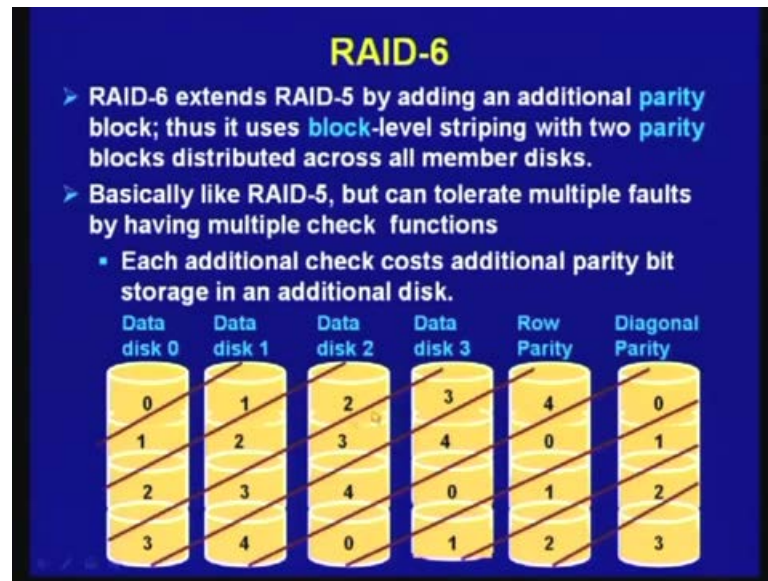 RAID-6
RAID-6 extends RAID-5 by adding an additional parity
block; thus it uses block-level striping with two parity
blocks distributed across all member disks.
Basically like RAID-5, but can tolerate multiple faults
by having multiple check functions
Each additional check costs additional parity bit
storage in an additional disk.
Data Data Data Data Row Diagonal
disk 0 disk 1 disk 2 disk 3 Parity Parity
0 1 2 3 4 0
1 2 3 4 0 1
2 3 4 0 1 2
3 4 0 1 2 3